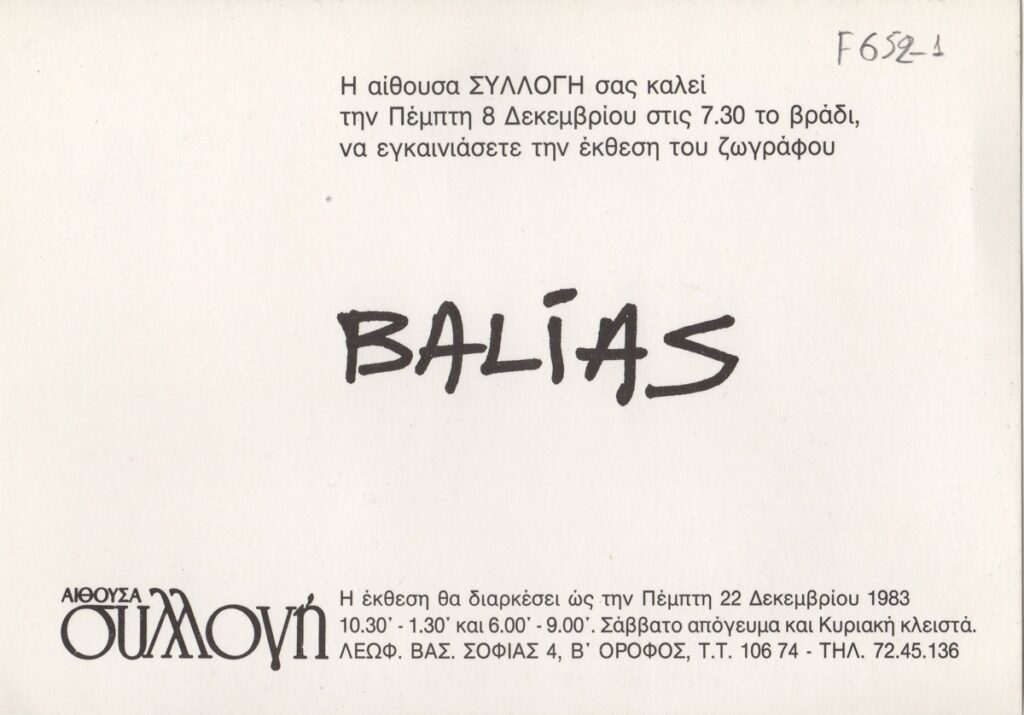 F652-1
Η αίθουσα ΣΥΛΛΟΓΗ σας καλεί
την Πέμπτη 8 Δεκεμβρίου στις 7.30 το βράδι,
να εγκαινιάσετε την έκθεση του ζωγράφου
BALÍAS
ΑΙΘΟΥΣΑ
συλλογή
Η έκθεση θα διαρκέσει ὡς την Πέμπτη 22 Δεκεμβρίου 1983
10.30' - 1.30' και 6.00' - 9.00'. Σάββατο απόγευμα και Κυριακή κλειστά.
ΛΕΩΦ. ΒΑΣ. ΣΟΦΙΑΣ 4, Β' ΟΡΟΦΟΣ, Τ.Τ. 106 74 - ΤΗΛ. 72.45.136